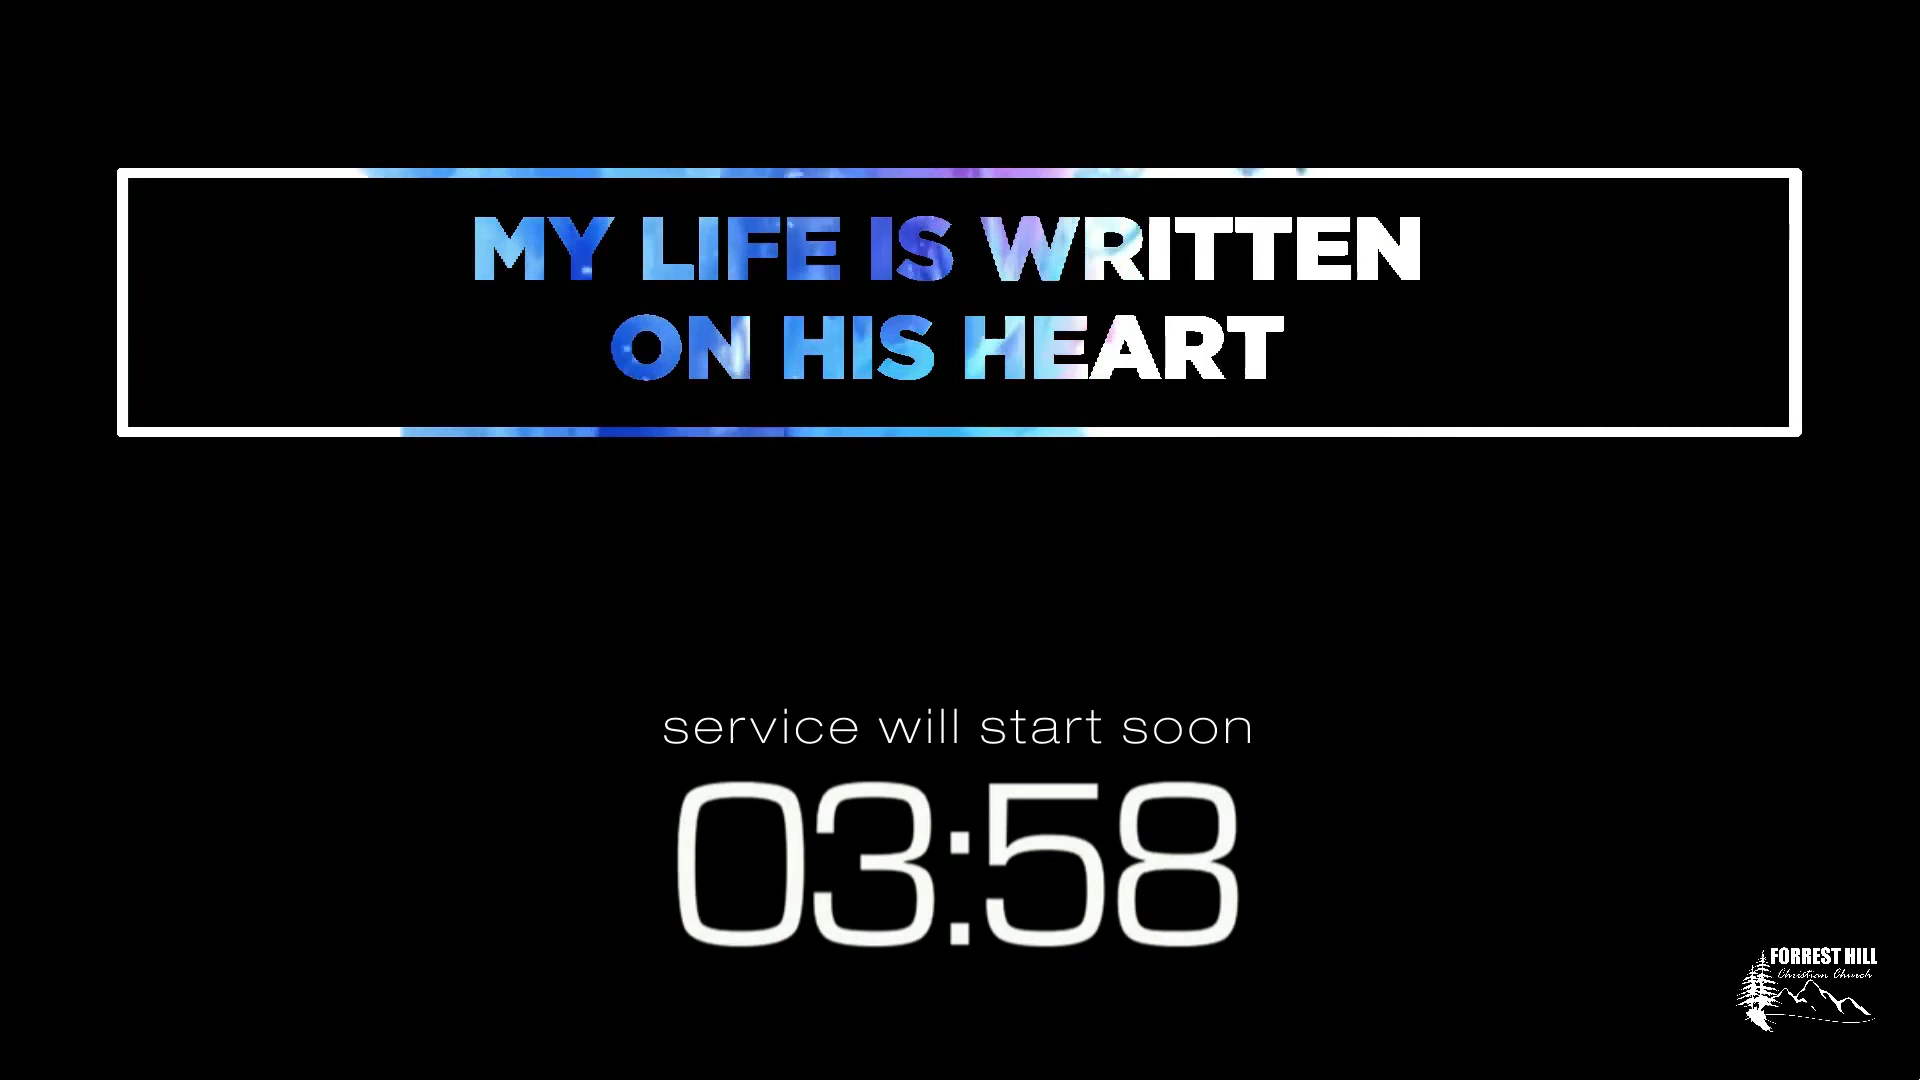 MY LIFE IS WRITTEN
ON HIS HEART
service will start soon
03:58
FORREST HILL
Christian Church